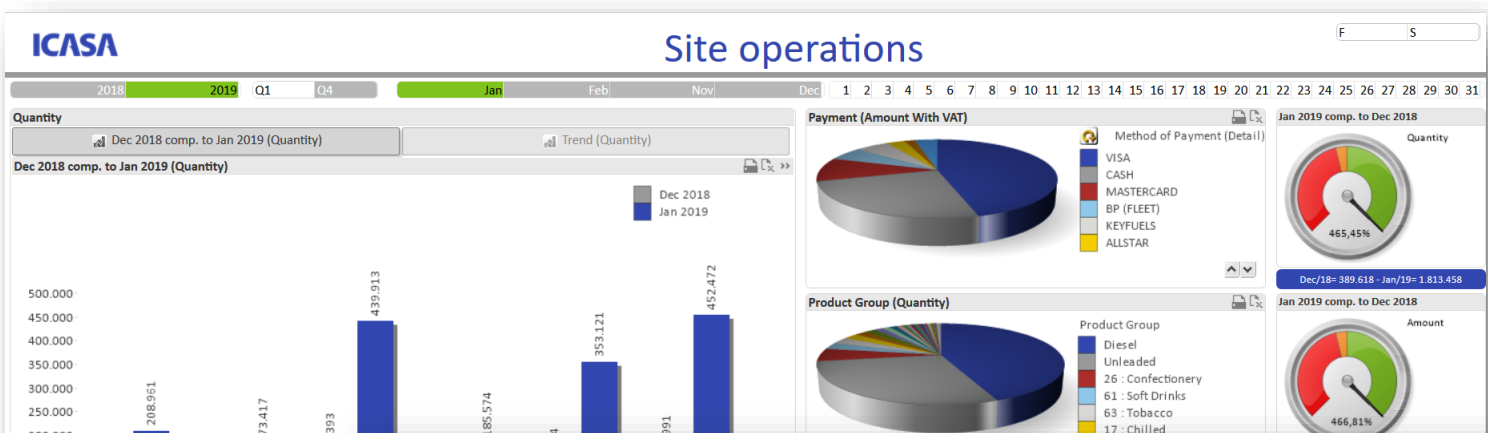 ICASA
Site operations
F S
2018 2019 Q1 Q4 Jan Feb Nov Dec 1 2 3 4 5 6 7 8 9 10 11 12 13 14 15 16 17 18 19 20 21 22 23 24 25 26 27 28 29 30 31
Quantity
Dec 2018 comp. to Jan 2019 (Quantity)
Trend (Quantity)
Dec 2018 comp. to Jan 2019 (Quantity)
Dec 2018
Jan 2019
500.000
450.000
400.000
350.000
300.000
250.000
208.961
439.913
185.574
353.121
452.472
Payment (Amount With VAT)
Method of Payment (Detail)
VISA
CASH
MASTERCARD
BP (FLEET)
KEYFUELS
ALLSTAR
Product Group (Quantity)
Product Group
Diesel
Unleaded
26 : Confectionery
61 : Soft Drinks
63 : Tobacco
17 : Chilled
Jan 2019 comp. to Dec 2018
Quantity
465,45%
Dec/18= 389.618 - Jan/19= 1.813.458
Jan 2019 comp. to Dec 2018
Amount
466,81%